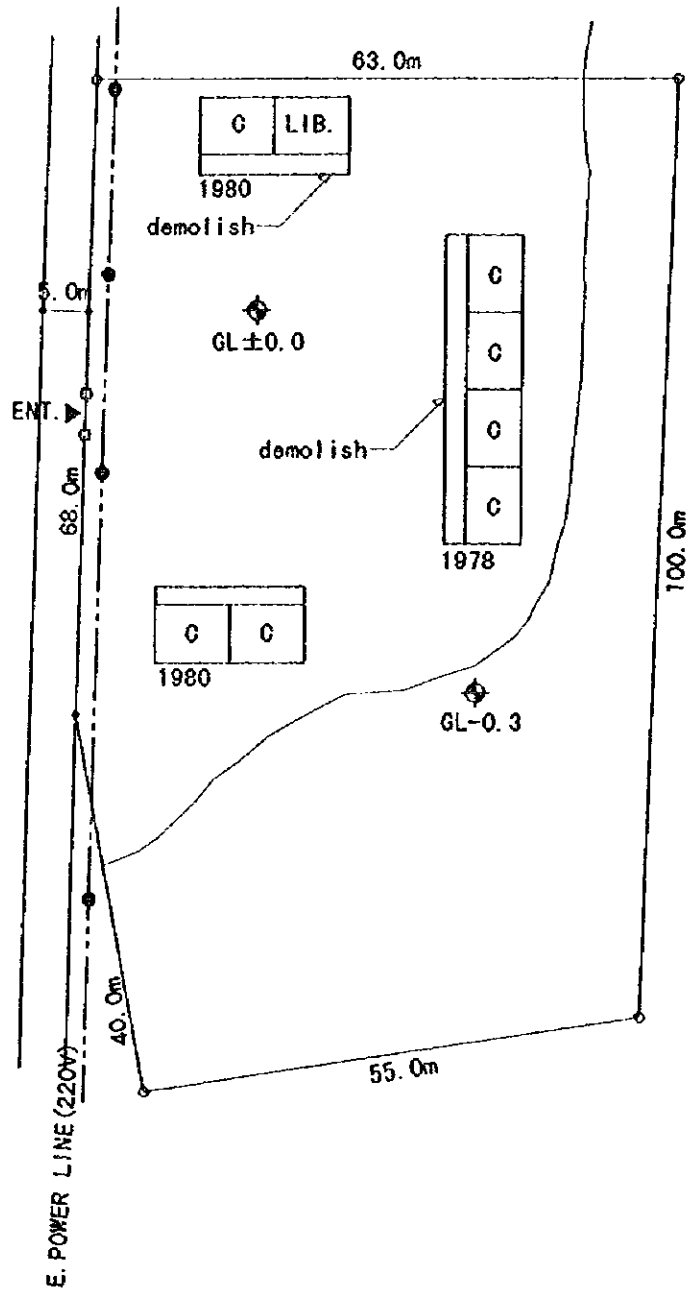 63.0m
C
LIB.
1980
demolish
C
C
C
C
1978
5.0m
GL±0.0
ENT.
demolish
68.0m
100.0m
C
C
1980
GL-0.3
40.0m
55.0m
E.POWER LINE(220V)